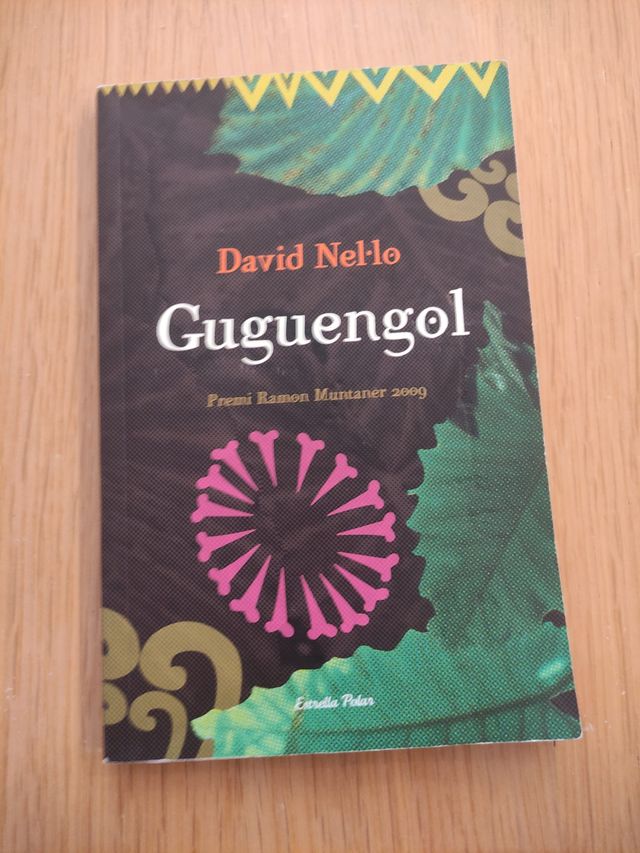 David Nel·lo
Guguengol
Premi Ramon Muntaner 2009
Estrella Polar